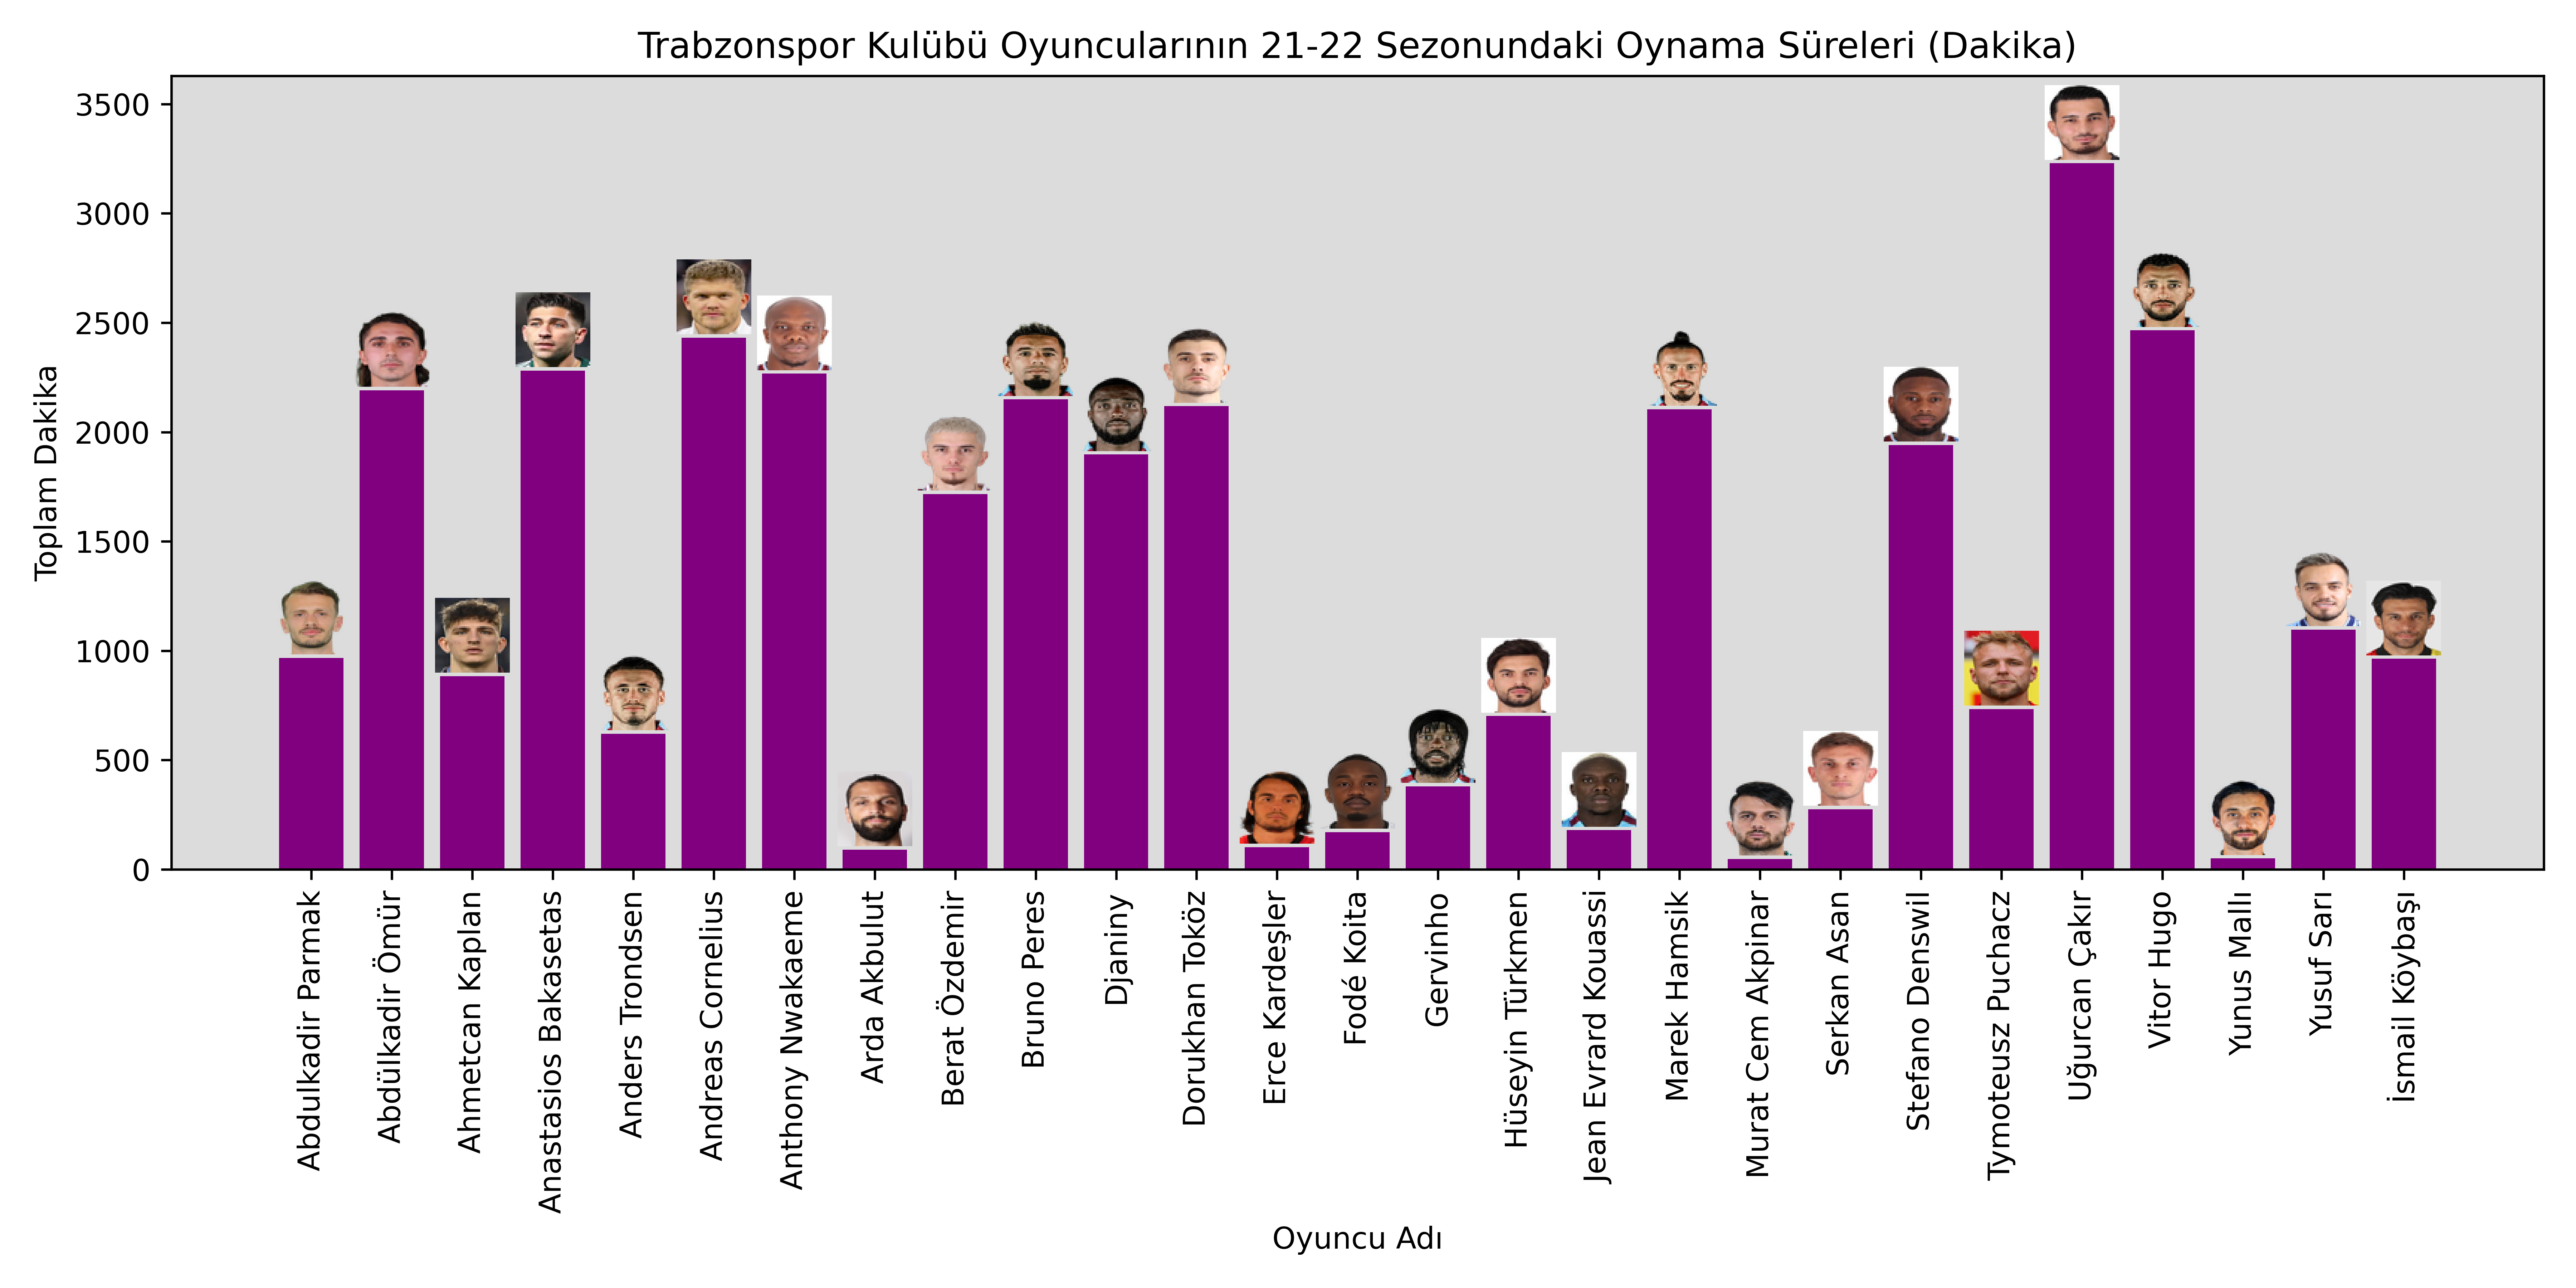 Trabzonspor Kulübü Oyuncularının 21-22 Sezonundaki Oynama Süreleri (Dakika)
Toplam Dakika
3500
3000
2500
2000
1500
1000
500
0
Abdulkadir Parmak
Abdülkadir Ömür
Ahmetcan Kaplan
Anastasios Bakasetas
Anders Trondsen
Andreas Cornelius
Anthony Nwakaeme
Arda Akbulut
Berat Özdemir
Bruno Peres
Djaniny
Dorukhan Toköz
Erce Kardeşler
Fodé Koita
Gervinho
Hüseyin Türkmen
Jean Evrard Kouassi
Marek Hamsik
Murat Cem Akpinar
Serkan Asan
Stefano Denswil
Tymoteusz Puchacz
Uğurcan Çakır
Vitor Hugo
Yunus Mallı
Yusuf Sarı
İsmail Köybaşı
Oyuncu Adı